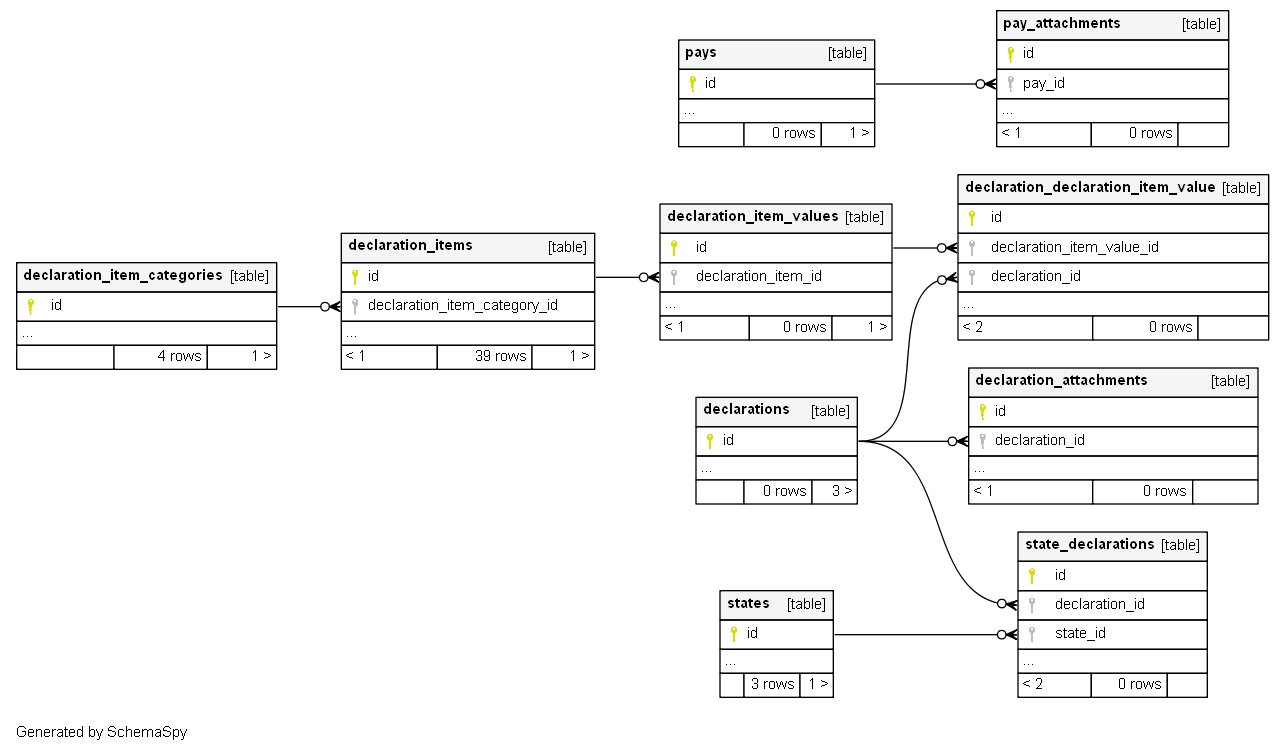 pay_attachments [table]
id
pay_id
...
< 1 0 rows
pays [table]
id
...
0 rows 1 >
declaration_declaration_item_value [table]
id
declaration_item_value_id
declaration_id
...
< 2 0 rows
declaration_item_values [table]
id
declaration_item_id
...
< 1 0 rows 1 >
declaration_items [table]
id
declaration_item_category_id
...
< 1 39 rows 1 >
declaration_item_categories [table]
id
...
4 rows 1 >
declaration_attachments [table]
id
declaration_id
...
< 1 0 rows
declarations [table]
id
...
0 rows 3 >
state_declarations [table]
id
declaration_id
state_id
...
< 2 0 rows
states [table]
id
...
3 rows 1 >
Generated by SchemaSpy